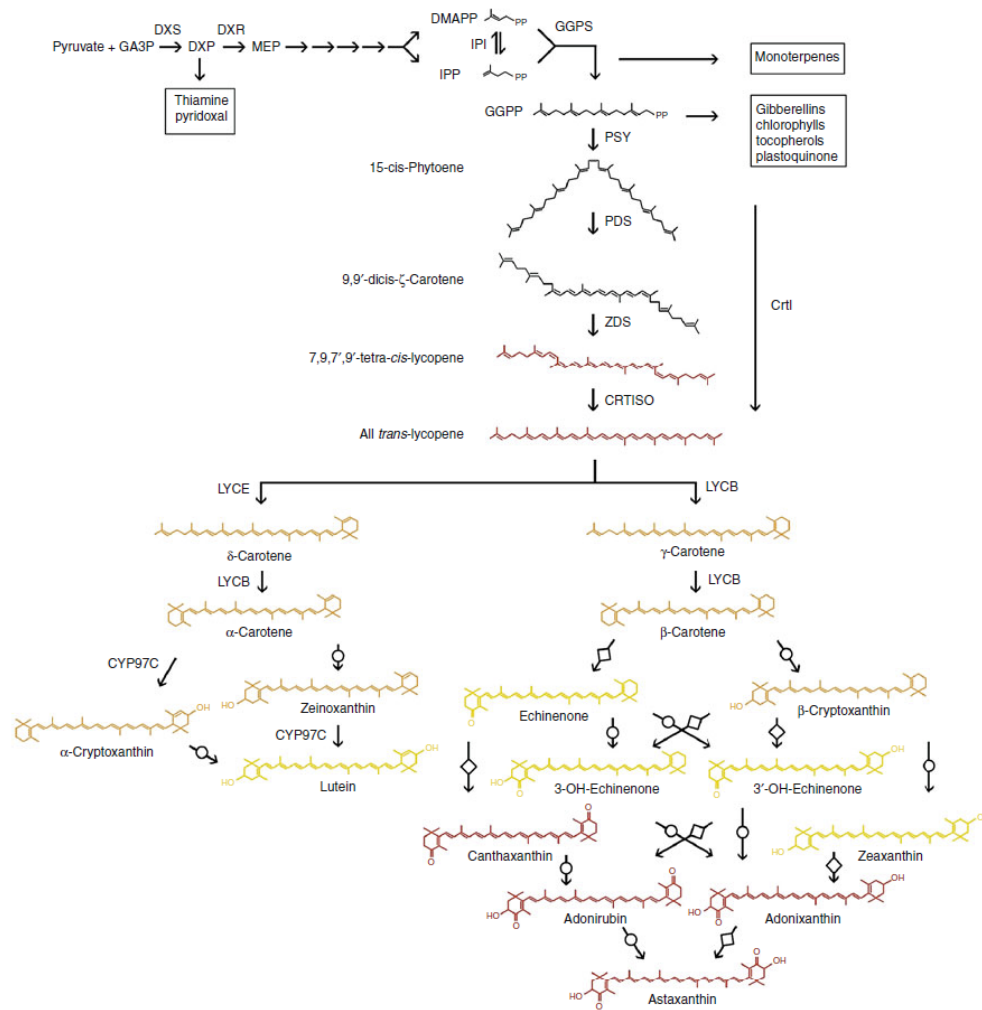 DXS
DXR
Pyruvate + GA3P
DXP
MEP
DMAPP
PP
IPI
IPP
PP
GGPS
Monoterpenes
Thiamine
pyridoxal
GGPP
PP
Gibberellins
chlorophylls
tocopherols
plastoquinone
PSY
15-cis-Phytoene
PDS
9,9′-dicis-ζ-Carotene
CrtI
ZDS
7,9,7′,9′-tetra-cis-lycopene
CRTISO
All trans-lycopene
LYCE
LYCB
δ-Carotene
γ-Carotene
LYCB
LYCB
α-Carotene
β-Carotene
CYP97C
HO
Zeinoxanthin
O
Echinenone
HO
β-Cryptoxanthin
OH
α-Cryptoxanthin
CYP97C
OH
HO
Lutein
HO
O
3-OH-Echinenone
OH
O
3′-OH-Echinenone
O
O
Canthaxanthin
HO
O
Zeaxanthin
O
HO
O
Adonirubin
OH
HO
O
Adonixanthin
O
OH
HO
O
Astaxanthin